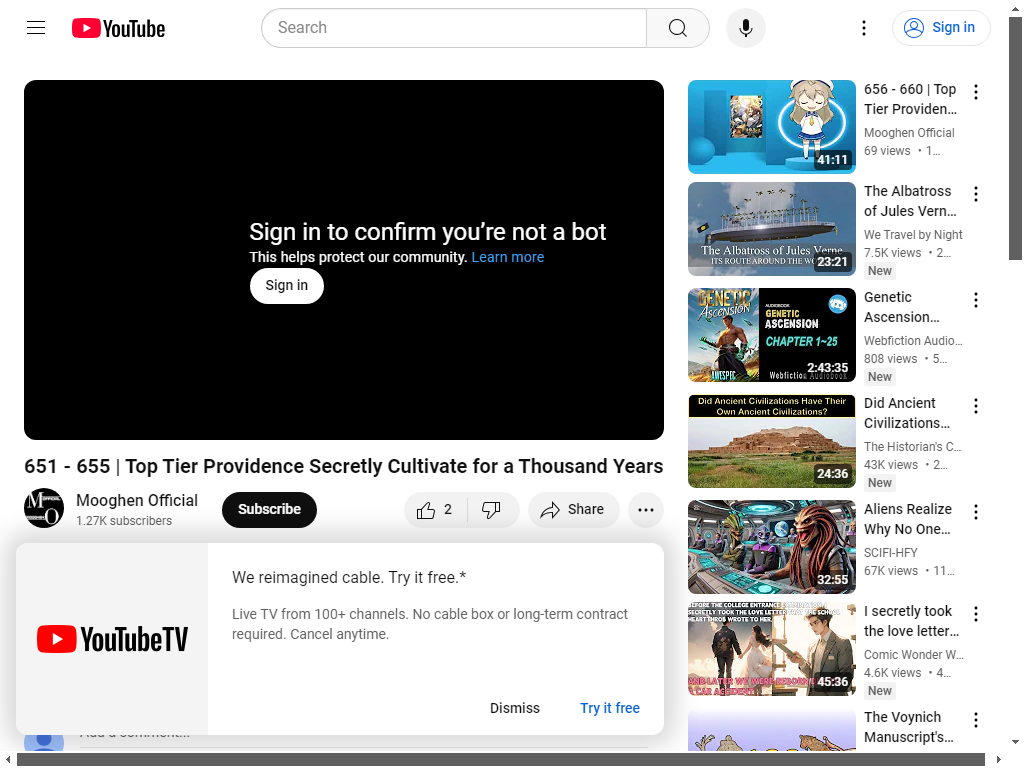 YouTube
Search
Sign in
Sign in to confirm you’re not a bot
This helps protect our community. Learn more
Sign in
651 - 655 | Top Tier Providence Secretly Cultivate for a Thousand Years
Mooghen Official
1.27K subscribers
Subscribe
2
Share
We reimagined cable. Try it free.*
Live TV from 100+ channels. No cable box or long-term contract
required. Cancel anytime.
YouTubeTV
Dismiss
Try it free
Add a comment...
41:11
656 - 660 | Top
Tier Providen...
Mooghen Official
69 views • 1...
The Albatross of Jules Verne
ITS ROUTE AROUND THE
23:21
The Albatross
of Jules Vern...
We Travel by Night
7.5K views • 2...
New
GENETIC
Ascension
AWESPEC
AUDIOBOOK
GENETIC
ASCENSION
CHAPTER 1~25
2:43:35
Webfiction Audiobook
Genetic
Ascension...
Webfiction Audio...
808 views • 5...
New
Did Ancient Civilizations Have Their
Own Ancient Civilizations?
24:36
Did Ancient
Civilizations...
The Historian's C...
43K views • 2...
New
32:55
Aliens Realize
Why No One...
SCIFI-HFY
67K views • 11...
BEFORE THE COLLEGE ENTRANCE
SECRETLY TOOK THE LOVE LETTER THE SCHOOL
HEARTTHROB WROTE TO HER,
AND LATER WE WERE REBORN
A CAR ACCIDENT
45:36
I secretly took
the love letter...
Comic Wonder W...
4.6K views • 4...
New
The Voynich
Manuscript's...